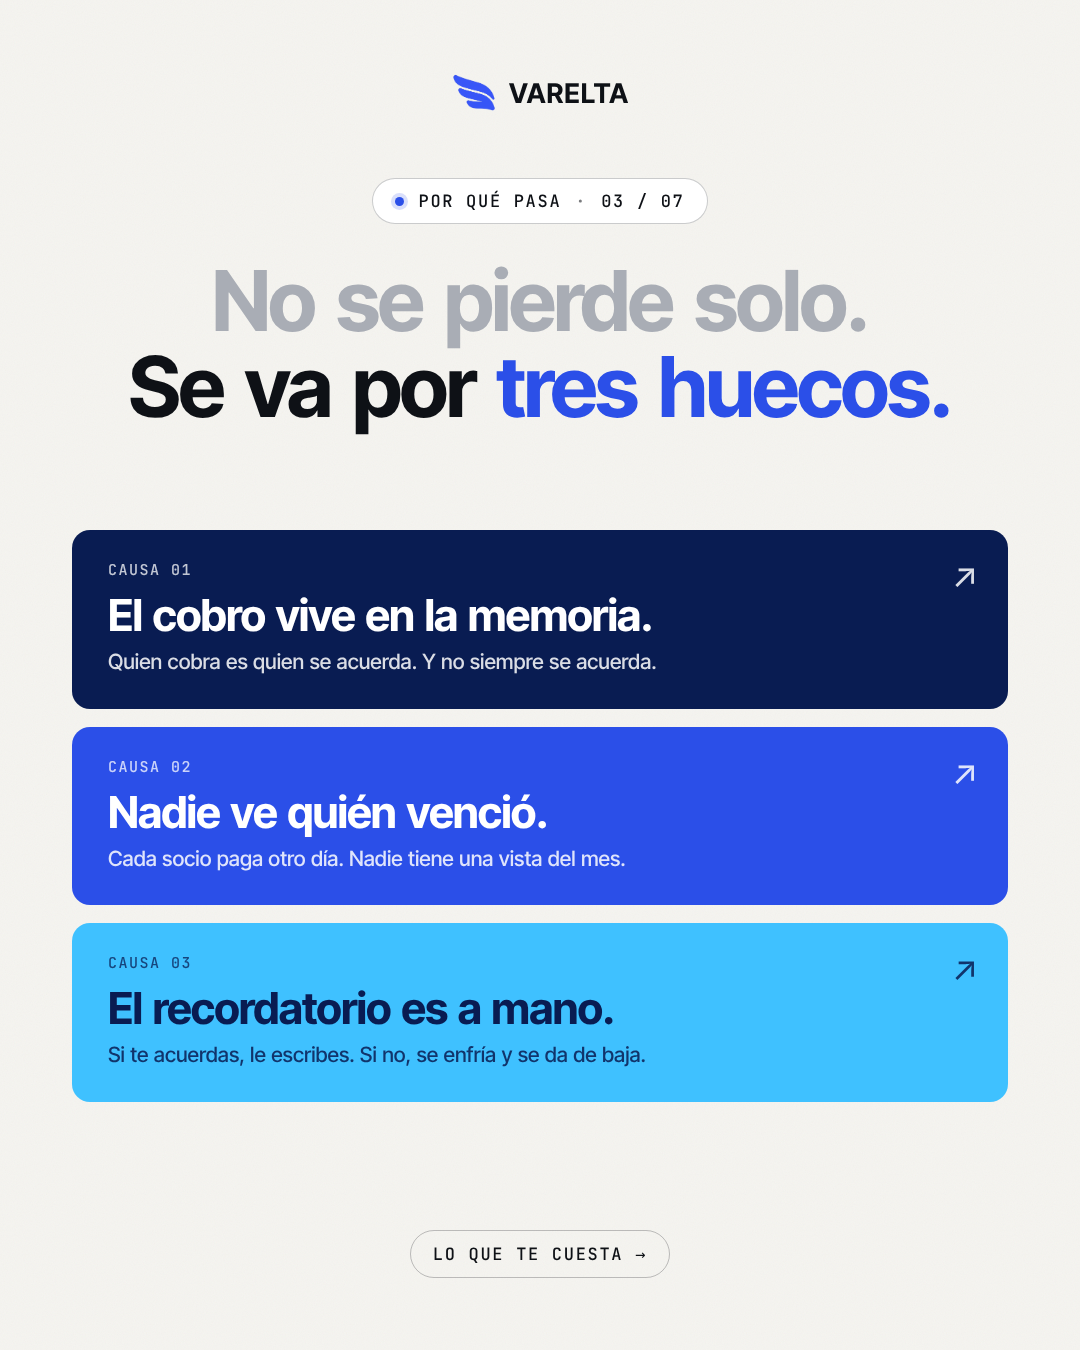 VARELTA
POR QUÉ PASA · 03 / 07
No se pierde solo.
Se va por tres huecos.
CAUSA 01
El cobro vive en la memoria.
Quien cobra es quien se acuerda. Y no siempre se acuerda.
CAUSA 02
Nadie ve quién venció.
Cada socio paga otro día. Nadie tiene una vista del mes.
CAUSA 03
El recordatorio es a mano.
Si te acuerdas, le escribes. Si no, se enfría y se da de baja.
LO QUE TE CUESTA →